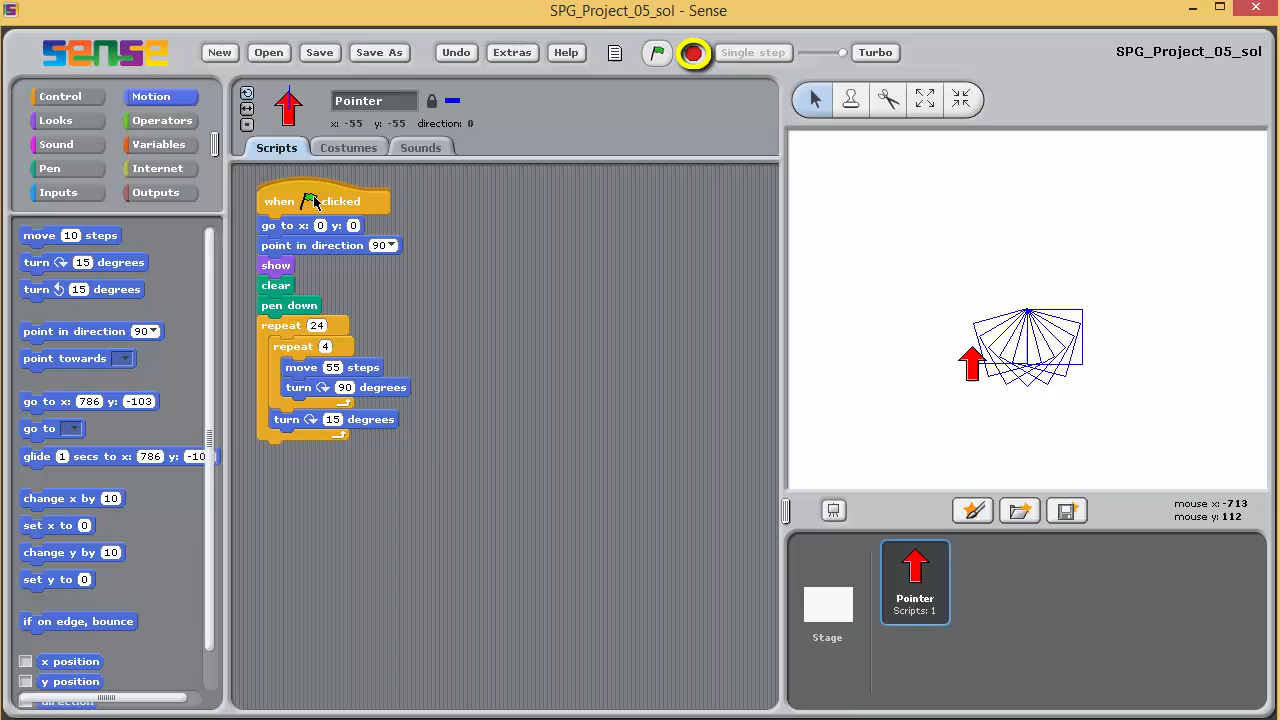 SPG_Project_05_sol - Sense
sense
New Open Save Save As Undo Extras Help Single step Turbo SPG_Project_05_sol
Control Motion
Looks Operators
Sound Variables
Pen Internet
Inputs Outputs
move 10 steps
turn 15 degrees
turn 15 degrees
point in direction 90
point towards
go to x: 786 y: -103
go to
glide 1 secs to x: 786 y: -10
change x by 10
set x to 0
change y by 10
set y to 0
if on edge, bounce
x position
y position
direction
Pointer
x: -55 y: -55 direction: 0
Scripts Costumes Sounds
when clicked
go to x: 0 y: 0
point in direction 90
show
clear
pen down
repeat 24
repeat 4
move 55 steps
turn 90 degrees
turn 15 degrees
mouse x: -713
mouse y: 112
Stage
Pointer
Scripts: 1